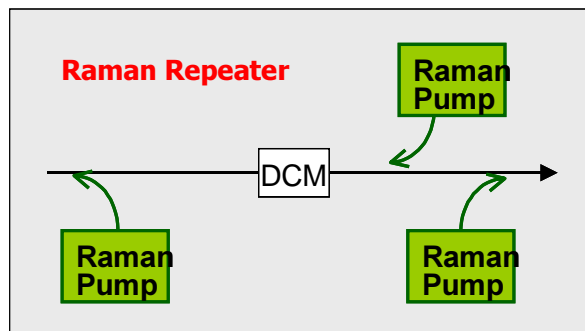 Raman Repeater
Raman
Pump
DCM
Raman
Pump
Raman
Pump